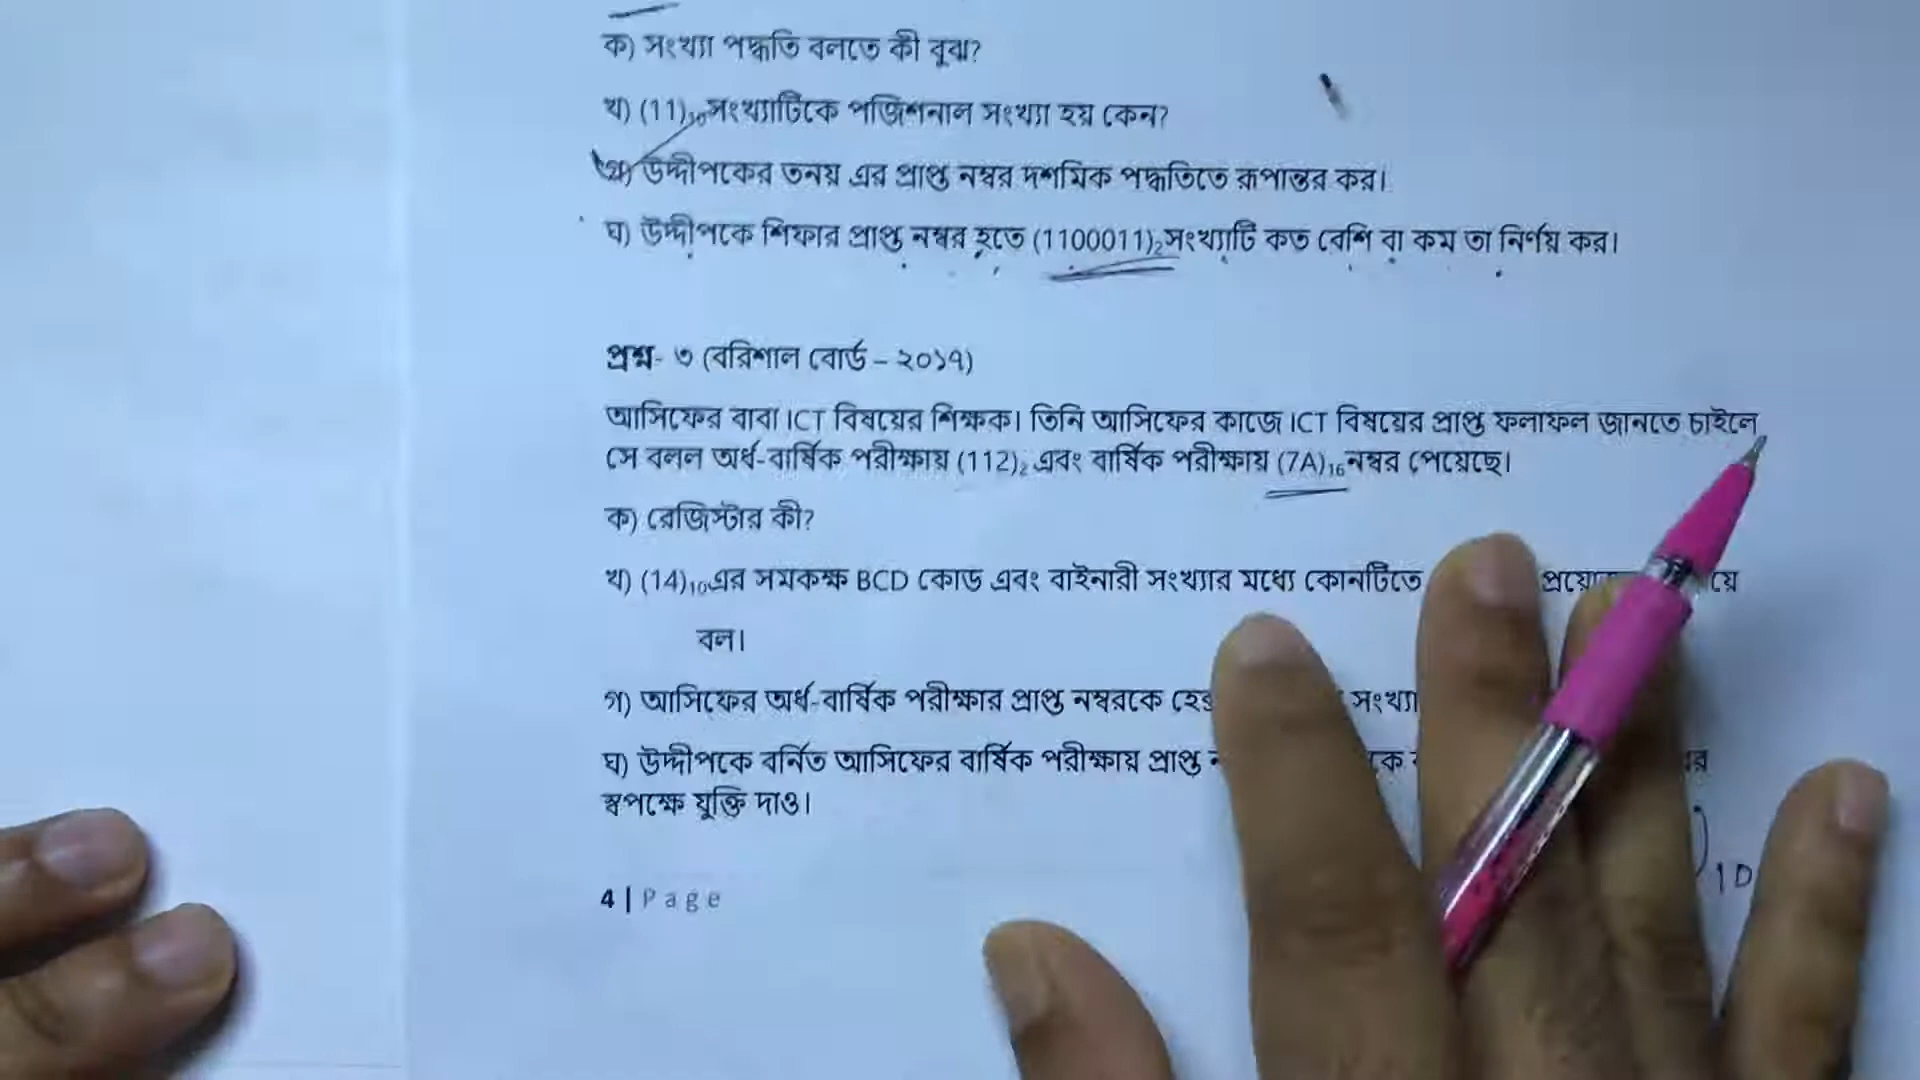 ক) সংখ্যা পদ্ধতি বলতে কী বুঝ?
খ) (11)₁₀ সংখ্যাটিকে পজিশনাল সংখ্যা হয় কেন?
গ) উদ্দীপকের তনয় এর প্রাপ্ত নম্বর দশমিক পদ্ধতিতে রূপান্তর কর।
ঘ) উদ্দীপকে শিফার প্রাপ্ত নম্বর হতে (1100011)₂ সংখ্যাটি কত বেশি বা কম তা নির্ণয় কর।
প্রশ্ন- ৩ (বরিশাল বোর্ড – ২০১৭)
আসিফের বাবা ICT বিষয়ের শিক্ষক। তিনি আসিফের কাজে ICT বিষয়ের প্রাপ্ত ফলাফল জানতে চাইলে
সে বলল অর্ধ-বার্ষিক পরীক্ষায় (112)₂ এবং বার্ষিক পরীক্ষায় (7A)₁₆ নম্বর পেয়েছে।
ক) রেজিস্টার কী?
খ) (14)₁₀ এর সমকক্ষ BCD কোড এবং বাইনারী সংখ্যার মধ্যে কোনটিতে
বল।
গ) আসিফের অর্ধ-বার্ষিক পরীক্ষার প্রাপ্ত নম্বরকে সংখ্যা
ঘ) উদ্দীপকে বর্নিত আসিফের বার্ষিক পরীক্ষায় প্রাপ্ত
স্বপক্ষে যুক্তি দাও।
)₁₀
4 | Page